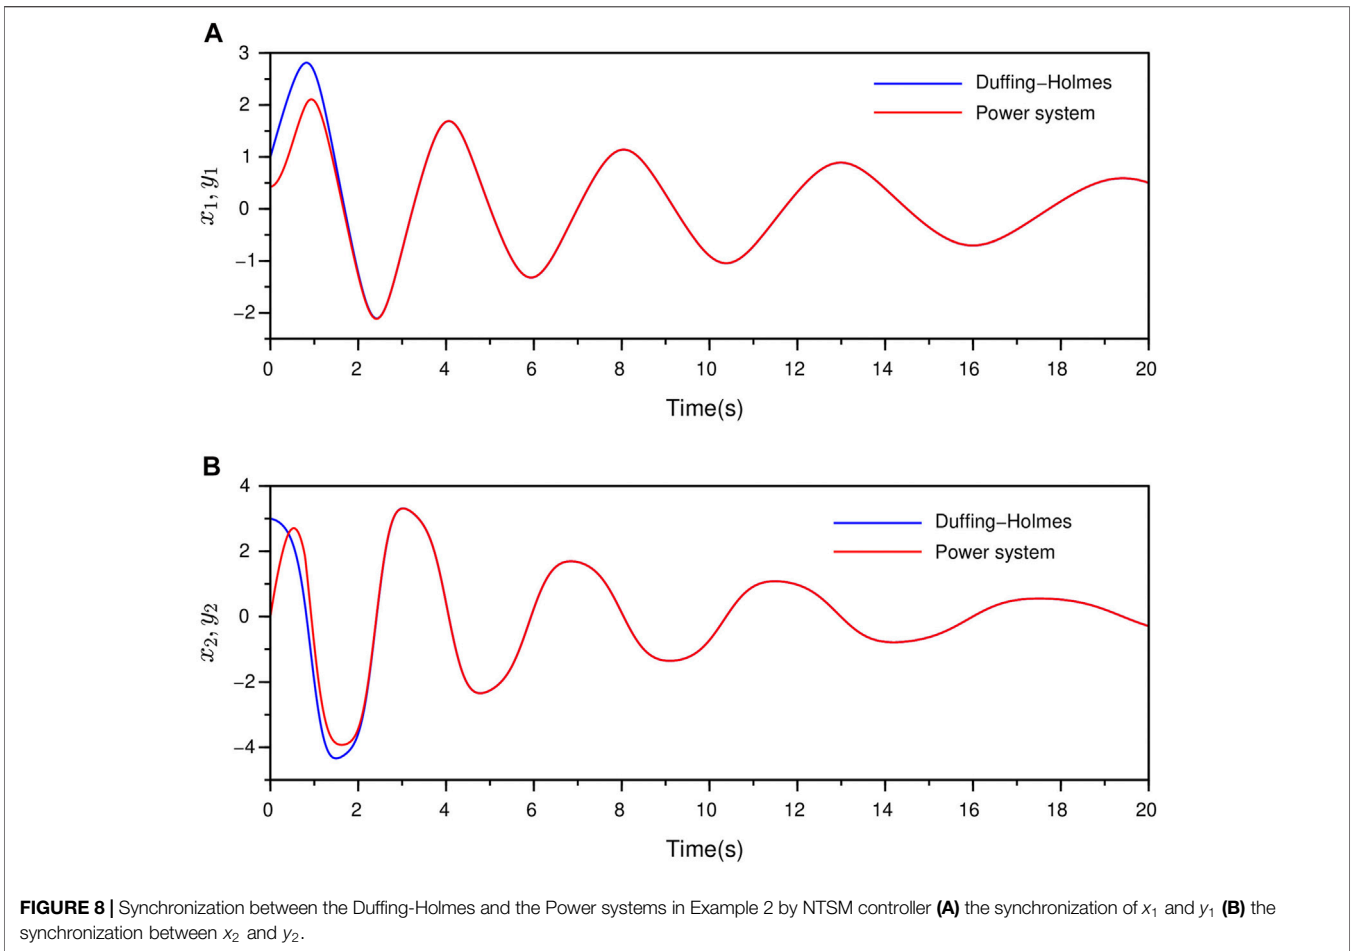 A
3
2
1
0
−1
−2
x₁, y₁
Duffing−Holmes
Power system
0 2 4 6 8 10 12 14 16 18 20
Time(s)
B
4
2
0
−2
−4
x₂, y₂
Duffing−Holmes
Power system
0 2 4 6 8 10 12 14 16 18 20
Time(s)
FIGURE 8 | Synchronization between the Duffing-Holmes and the Power systems in Example 2 by NTSM controller (A) the synchronization of x₁ and y₁ (B) the
synchronization between x₂ and y₂.